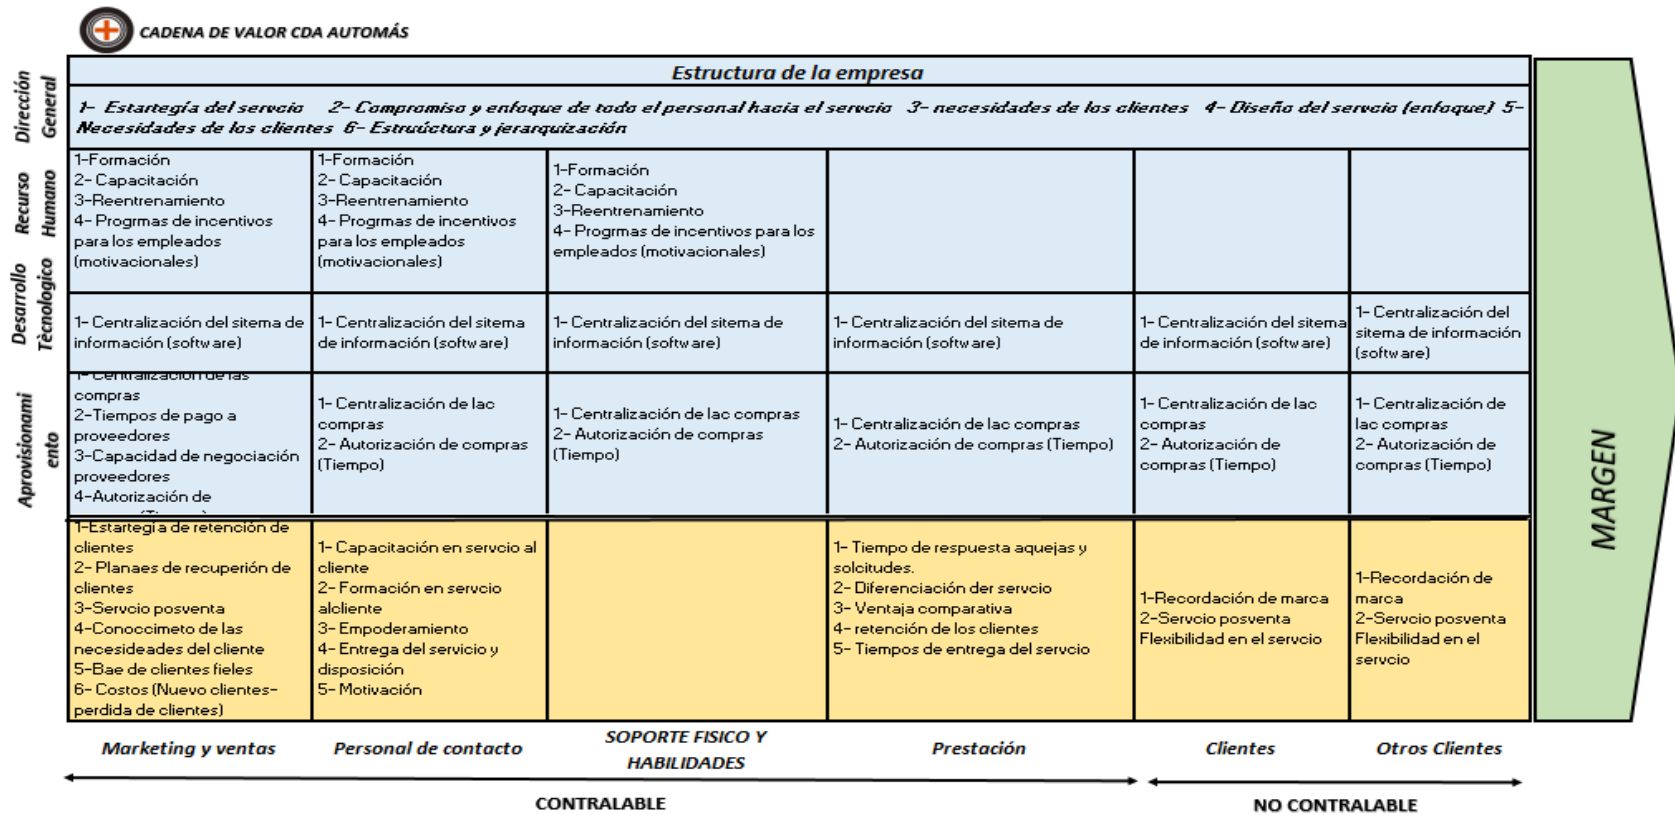 CADENA DE VALOR CDA AUTOMÁS
Estructura de la empresa
Dirección
General
1- Estartegía del servcio 2- Compromiso y enfoque de todo el personal hacia el servcio 3- necesidades de los clientes 4- Diseño del servcio (enfoque) 5-
Necesidades de los clientes 6- Estruúctura y jerarquización
Recurso
Humano
1-Formación
2- Capacitación
3-Reentrenamiento
4- Progrmas de incentivos
para los empleados
(motivacionales)
1-Formación
2- Capacitación
3-Reentrenamiento
4- Progrmas de incentivos
para los empleados
(motivacionales)
1-Formación
2- Capacitación
3-Reentrenamiento
4- Progrmas de incentivos para los
empleados (motivacionales)
Desarrollo
Tècnologico
1- Centralización del sitema de
información (software)
1- Centralización del sitema
de información (software)
1- Centralización del sitema de
información (software)
1- Centralización del sitema de
información (software)
1- Centralización del sitema
de información (software)
1- Centralización del
sitema de información
(software)
Aprovisionami
ento
1- Centralización de las
compras
2-Tiempos de pago a
proveedores
3-Capacidad de negociación
proveedores
4-Autorización de
1- Centralización de lac
compras
2- Autorización de compras
(Tiempo)
1- Centralización de lac compras
2- Autorización de compras
(Tiempo)
1- Centralización de lac compras
2- Autorización de compras (Tiempo)
1- Centralización de lac
compras
2- Autorización de
compras (Tiempo)
1- Centralización de
lac compras
2- Autorización de
compras (Tiempo)
1-Estartegia de retención de
clientes
2- Planaes de recuperión de
clientes
3-Servcio posventa
4-Conoccimeto de las
necesideades del cliente
5-Bae de clientes fieles
6- Costos (Nuevo clientes-
perdida de clientes)
1- Capacitación en servcio al
cliente
2- Formación en servcio
alcliente
3- Empoderamiento
4- Entrega del servicio y
disposición
5- Motivación
1- Tiempo de respuesta aquejas y
solcitudes.
2- Diferenciación der servcio
3- Ventaja comparativa
4- retención de los clientes
5- Tiempos de entrega del servcio
1-Recordación de marca
2-Servcio posventa
Flexibilidad en el servcio
1-Recordación de
marca
2-Servcio posventa
Flexibilidad en el
servcio
MARGEN
Marketing y ventas
Personal de contacto
SOPORTE FISICO Y
HABILIDADES
Prestación
Clientes
Otros Clientes
CONTRALABLE
NO CONTRALABLE